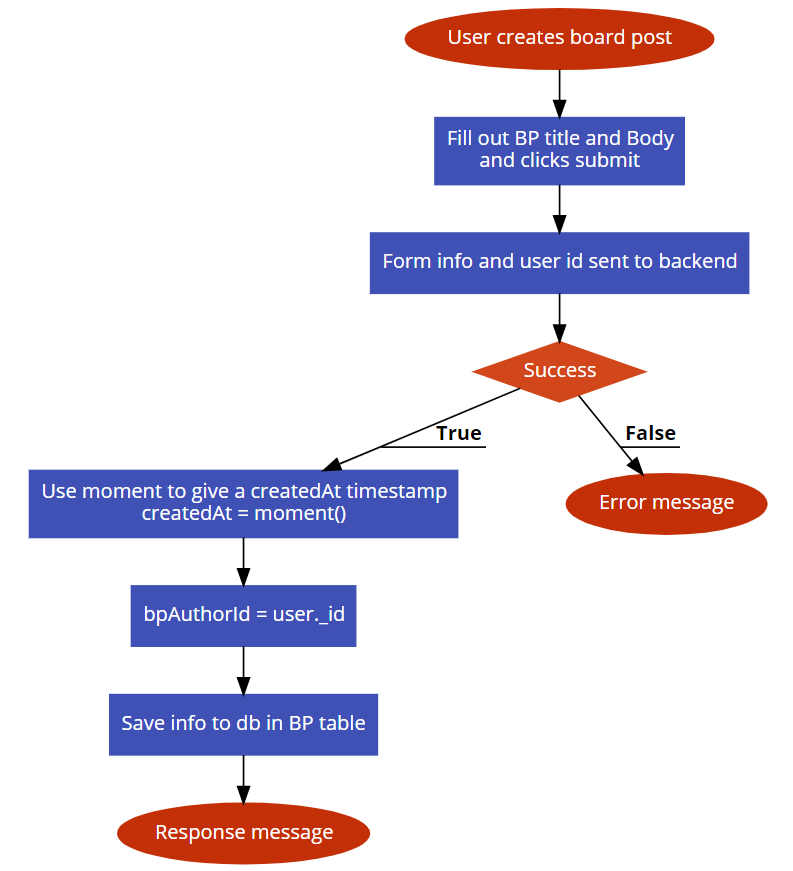 User creates board post
Fill out BP title and Body
and clicks submit
Form info and user id sent to backend
Success
True
False
Use moment to give a createdAt timestamp
createdAt = moment()
Error message
bpAuthorId = user._id
Save info to db in BP table
Response message